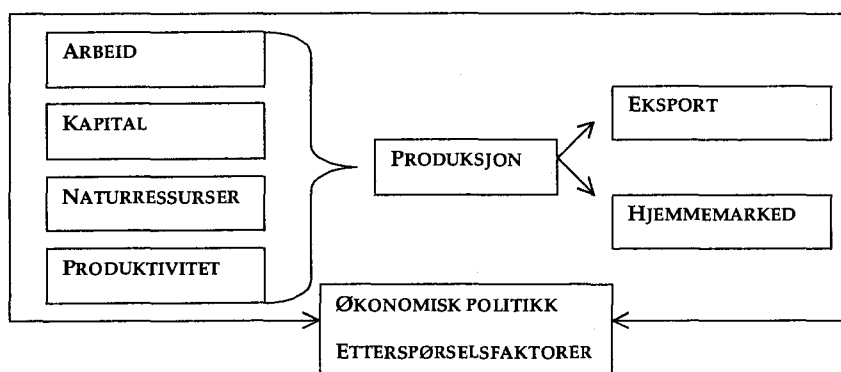 ARBEID
KAPITAL
NATURRESSURSER
PRODUKTIVITET
PRODUKSJON
EKSPORT
HJEMMEMARKED
ØKONOMISK POLITIKK
ETTERSPØRSELSFAKTORER